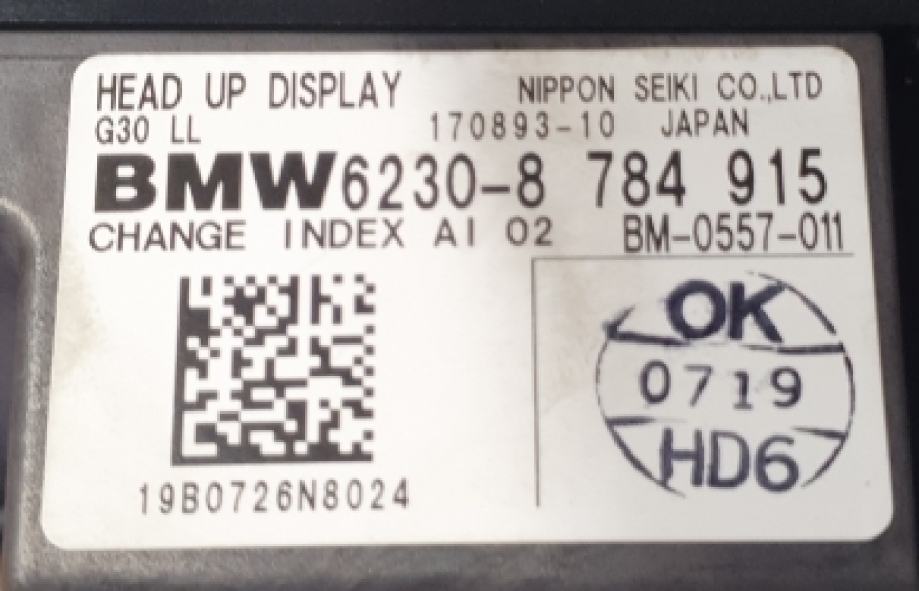 HEAD UP DISPLAY NIPPON SEIKI CO.,LTD
G30 LL 170893-10 JAPAN
BMW6230-8 784 915
CHANGE INDEX AI 02 BM-0557-011
OK
0719
HD6
19B0726N8024